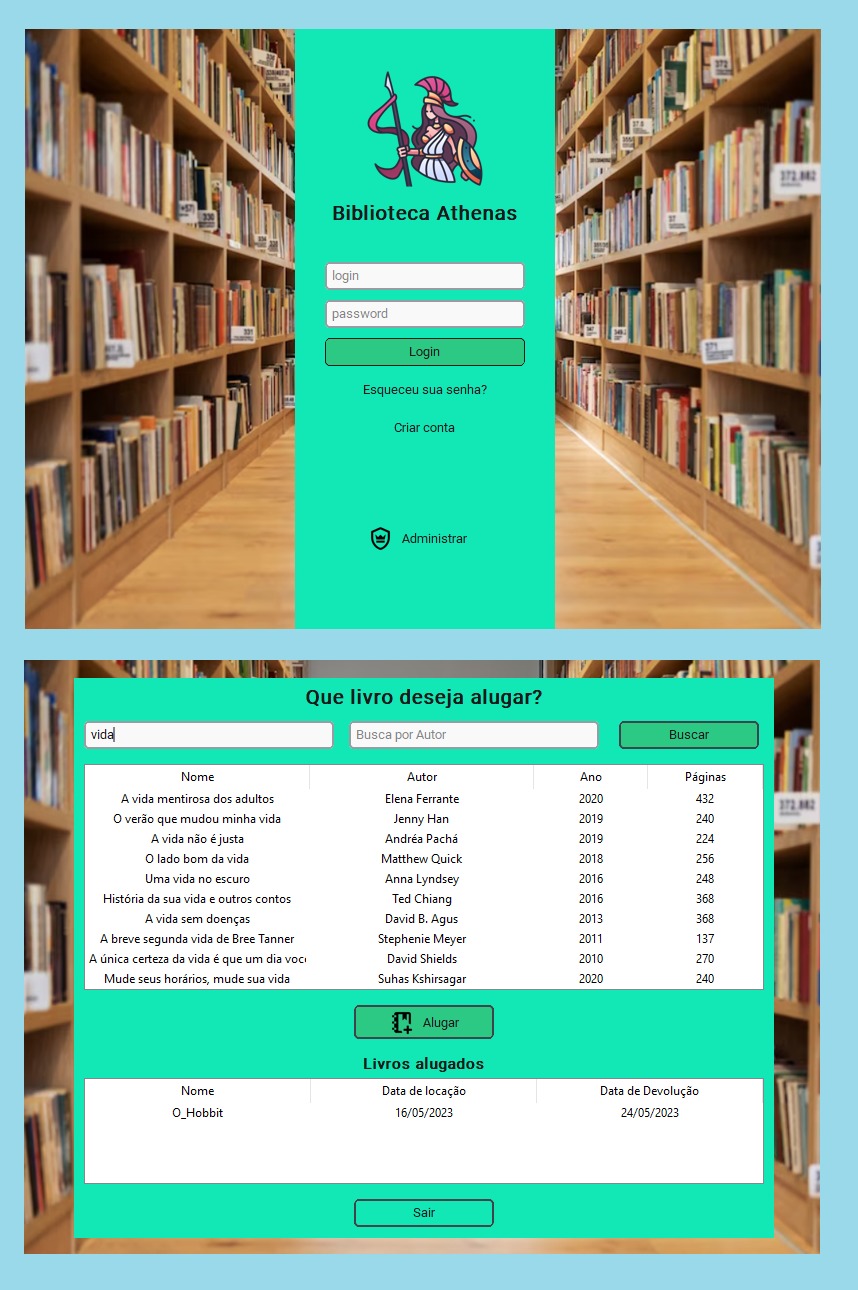 Biblioteca Athenas
login
password
Login
Esqueceu sua senha?
Criar conta
Administrar
372.882
Que livro deseja alugar?
vida Busca por Autor Buscar
Nome Autor Ano Páginas
A vida mentirosa dos adultos Elena Ferrante 2020 432
O verão que mudou minha vida Jenny Han 2019 240
A vida não é justa Andréa Pachá 2019 224
O lado bom da vida Matthew Quick 2018 256
Uma vida no escuro Anna Lyndsey 2016 248
História da sua vida e outros contos Ted Chiang 2016 368
A vida sem doenças David B. Agus 2013 368
A breve segunda vida de Bree Tanner Stephenie Meyer 2011 137
A única certeza da vida é que um dia você David Shields 2010 270
Mude seus horários, mude sua vida Suhas Kshirsagar 2020 240
372.882
Alugar
Livros alugados
Nome Data de locação Data de Devolução
O_Hobbit 16/05/2023 24/05/2023
Sair